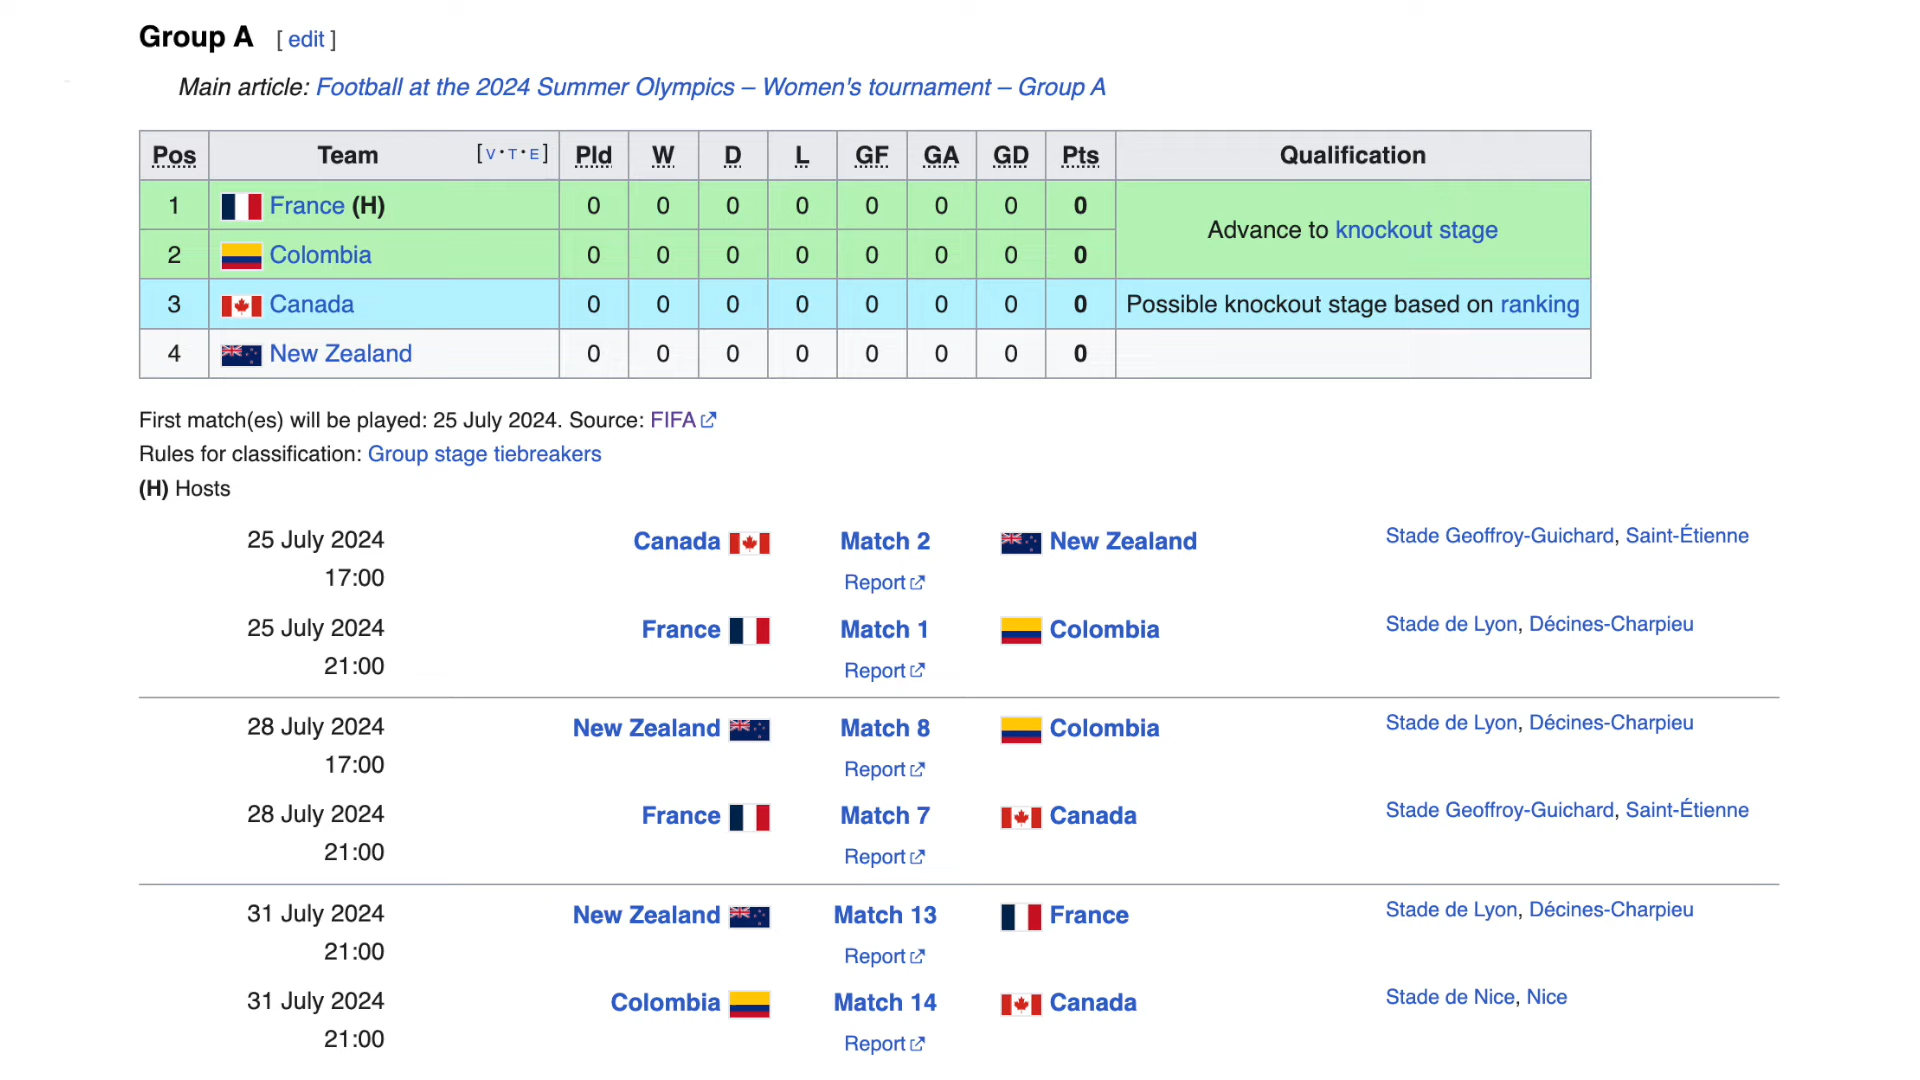 Group A [ edit ]
Main article: Football at the 2024 Summer Olympics – Women's tournament – Group A
Pos Team [V·T·E] Pld W D L GF GA GD Pts Qualification
1 France (H) 0 0 0 0 0 0 0 0 Advance to knockout stage
2 Colombia 0 0 0 0 0 0 0 0
3 Canada 0 0 0 0 0 0 0 0 Possible knockout stage based on ranking
4 New Zealand 0 0 0 0 0 0 0 0
First match(es) will be played: 25 July 2024. Source: FIFA
Rules for classification: Group stage tiebreakers
(H) Hosts
25 July 2024 Canada Match 2 New Zealand Stade Geoffroy-Guichard, Saint-Étienne
17:00 Report
25 July 2024 France Match 1 Colombia Stade de Lyon, Décines-Charpieu
21:00 Report
28 July 2024 New Zealand Match 8 Colombia Stade de Lyon, Décines-Charpieu
17:00 Report
28 July 2024 France Match 7 Canada Stade Geoffroy-Guichard, Saint-Étienne
21:00 Report
31 July 2024 New Zealand Match 13 France Stade de Lyon, Décines-Charpieu
21:00 Report
31 July 2024 Colombia Match 14 Canada Stade de Nice, Nice
21:00 Report